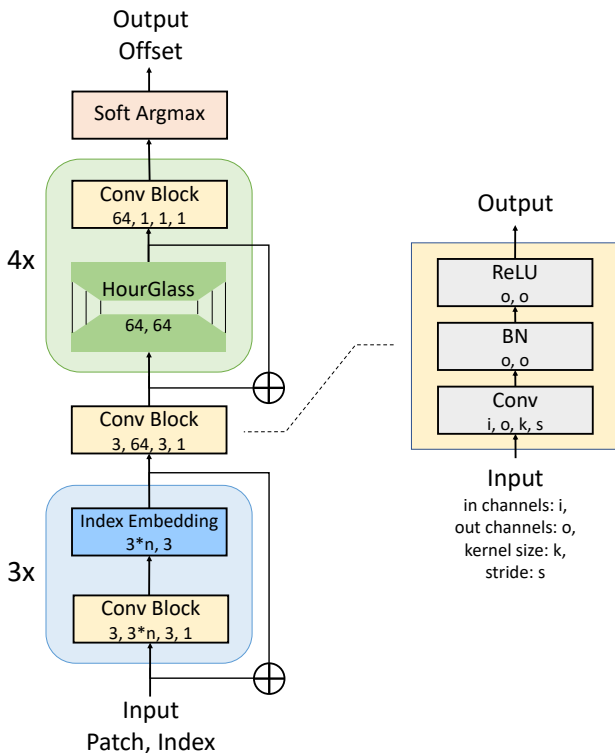 Output
Offset
Soft Argmax
Conv Block
64, 1, 1, 1
4x
HourGlass
64, 64
Conv Block
3, 64, 3, 1
Index Embedding
3*n, 3
3x
Conv Block
3, 3*n, 3, 1
Input
Patch, Index
Output
ReLU
o, o
BN
o, o
Conv
i, o, k, s
Input
in channels: i,
out channels: o,
kernel size: k,
stride: s